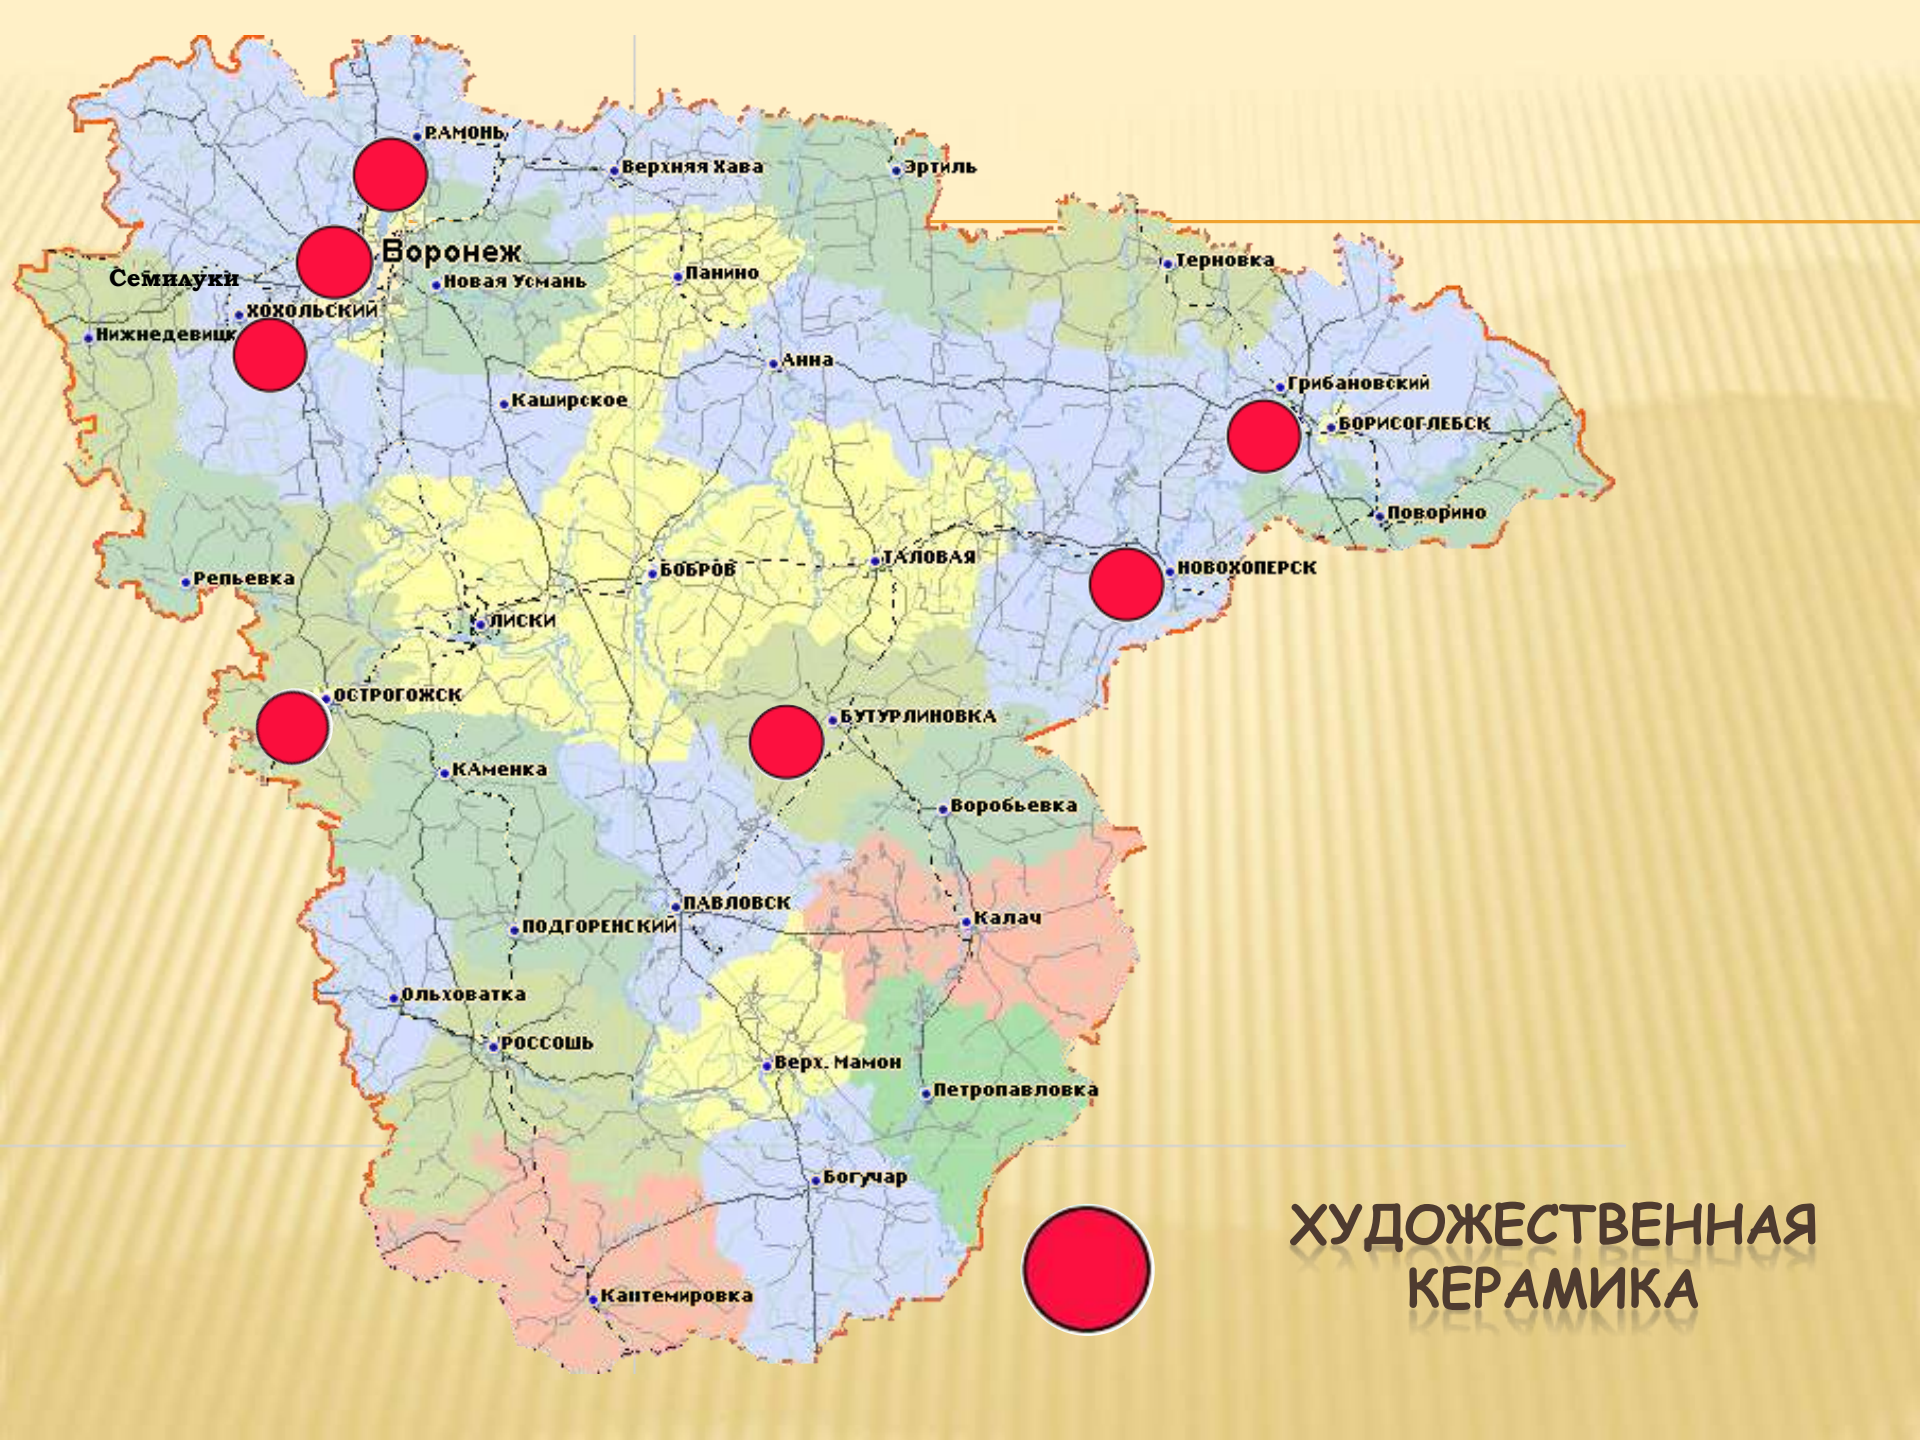 РАМОНЬ
Верхняя Хава
Эртиль
Воронеж
Терновка
Семилуки
Новая Усмань
Панино
ХОХОЛЬСКИЙ
Нижнедевицк
Анна
Грибановский
Каширское
БОРИСОГЛЕБСК
Поворино
ТАЛОВАЯ
БОБРОВ
НОВОХОПЕРСК
Репьевка
ЛИСКИ
ОСТРОГОЖСК
БУТУРЛИНОВКА
КАменка
Воробьевка
ПАВЛОВСК
Калач
ПОДГОРЕНСКИЙ
Ольховатка
РОССОШЬ
Верх. Мамон
Петропавловка
Богучар
Кантемировка
ХУДОЖЕСТВЕННАЯ
КЕРАМИКА